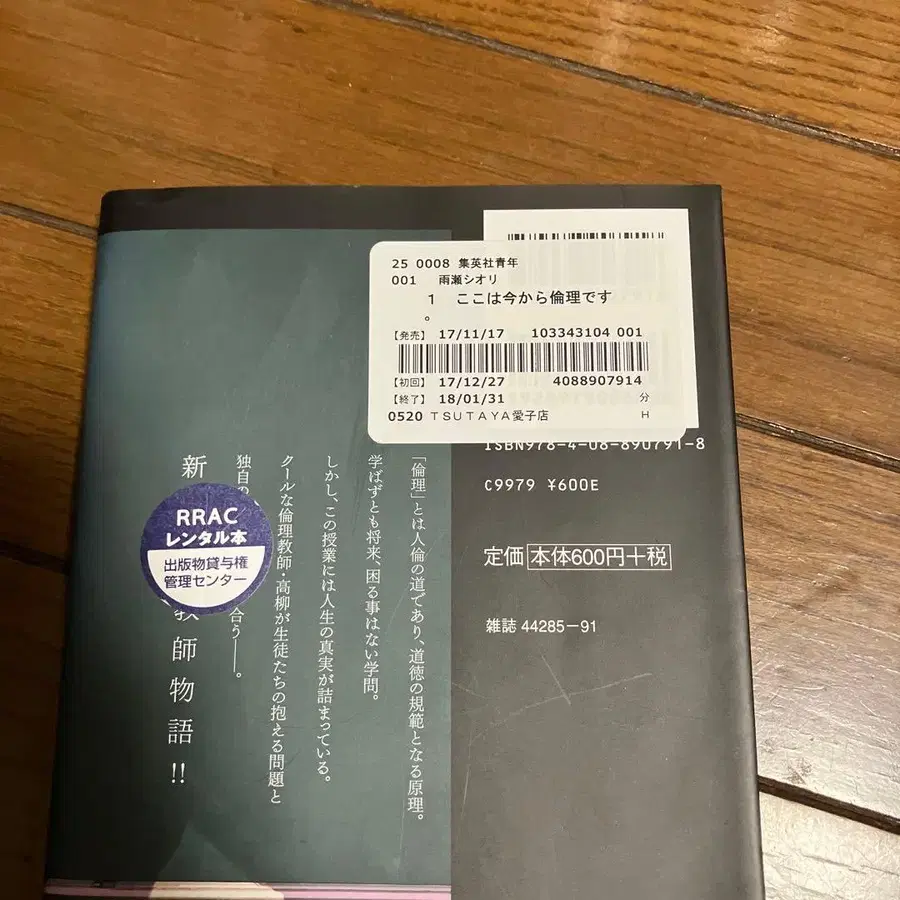 25 0008 集英社青年
001 雨瀬シオリ
1 ここは今から倫理です
。
【発売】 17/11/17 103343104 001
【初回】 17/12/27 4088907914
【終了】 18/01/31 分
0520 TSUTAYA愛子店 H
ISBN978-4-08-890791-8
C9979 ¥600E
定価 本体600円+税
雑誌 44285-91
「倫理」とは人倫の道であり、道徳の規範となる原理。
学ばずとも将来、困る事はない学問。
しかし、この授業には人生の真実が詰まっている。
クールな倫理教師・高柳が生徒たちの抱える問題と
独自の
合う――。
新
教師物語!!
RRAC
レンタル本
出版物貸与権
管理センター